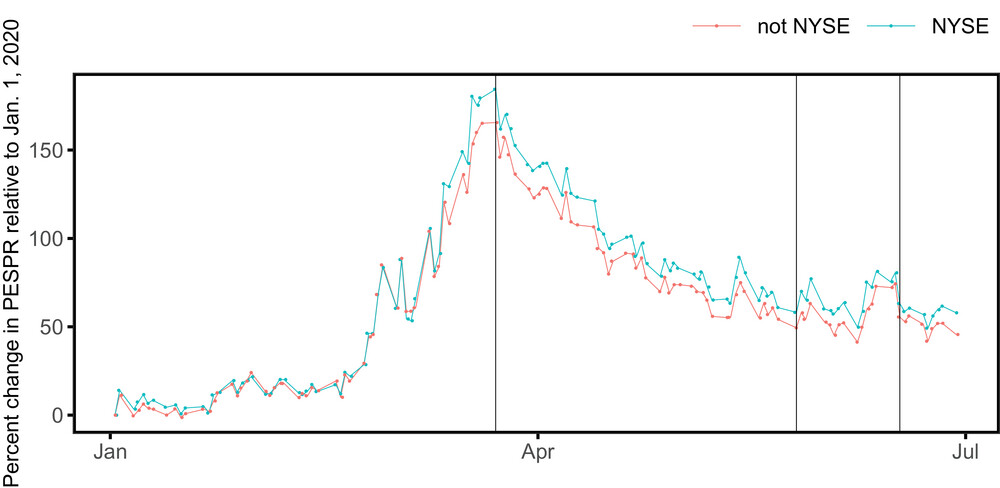 not NYSE
NYSE
Percent change in PESPR relative to Jan. 1, 2020
150
100
50
0
Jan
Apr
Jul